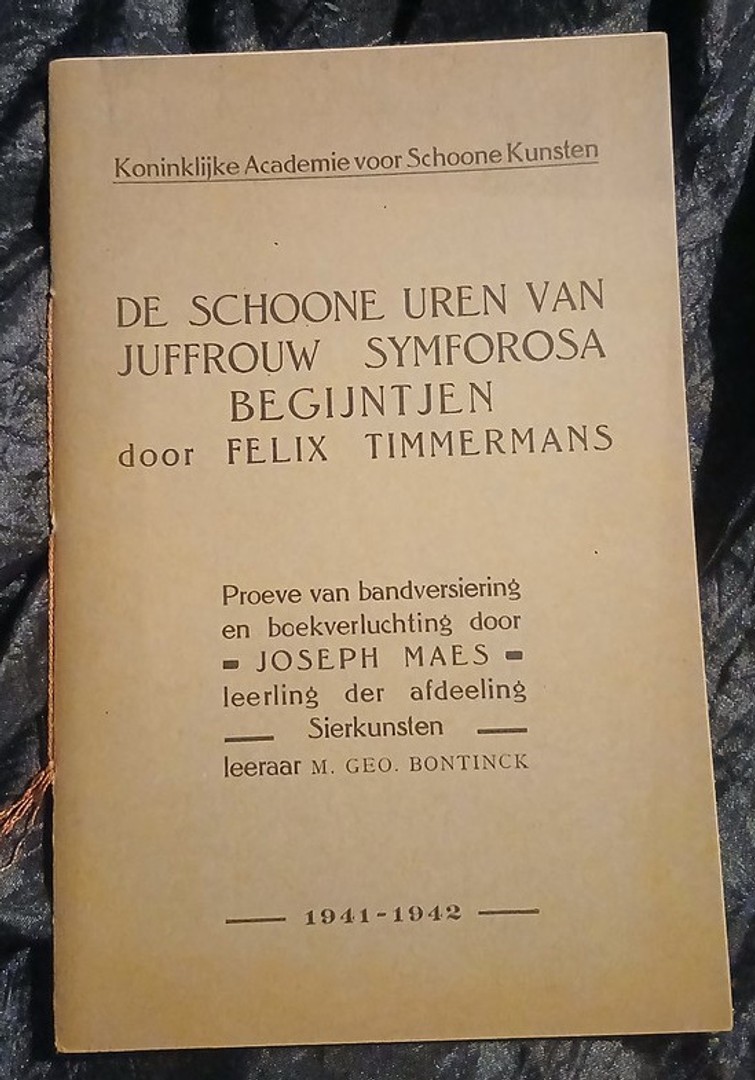 Koninklijke Academie voor Schoone Kunsten
DE SCHOONE UREN VAN
JUFFROUW SYMFOROSA
BEGIJNTJEN
door FELIX TIMMERMANS
Proeve van bandversiering
en boekverluchting door
JOSEPH MAES
leerling der afdeeling
Sierkunsten
leeraar M. GEO. BONTINCK
1941-1942